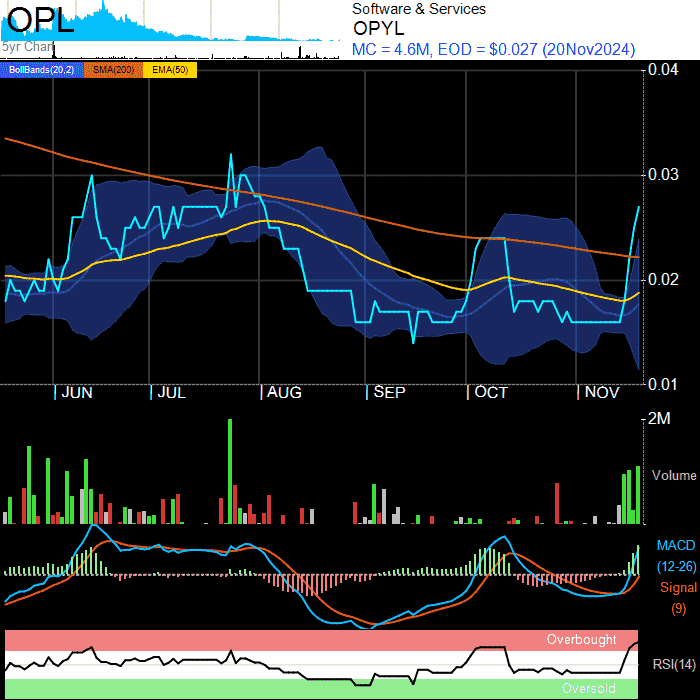 OPL
5yr Chart
Software & Services
OPYL
MC = 4.6M, EOD = $0.027 (20Nov2024)
BollBands(20,2) SMA(200) EMA(50)
0.04
0.03
0.02
0.01
JUN JUL AUG SEP OCT NOV
2M
Volume
MACD
(12-26)
Signal
(9)
Overbought
RSI(14)
Oversold